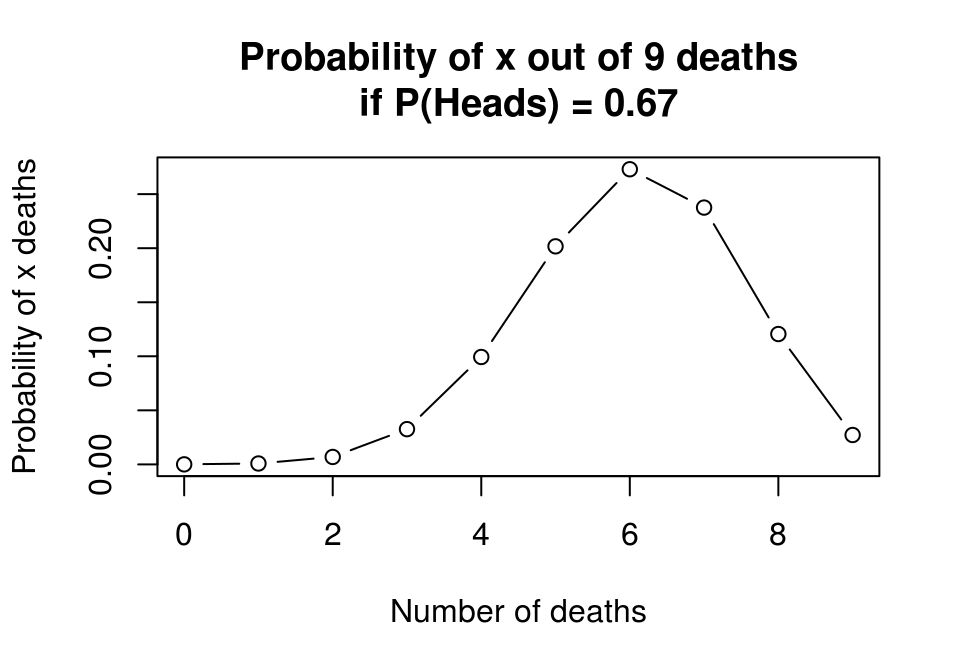 Probability of x out of 9 deaths
if P(Heads) = 0.67
Probability of x deaths
0.20
0.10
0.00
0 2 4 6 8
Number of deaths